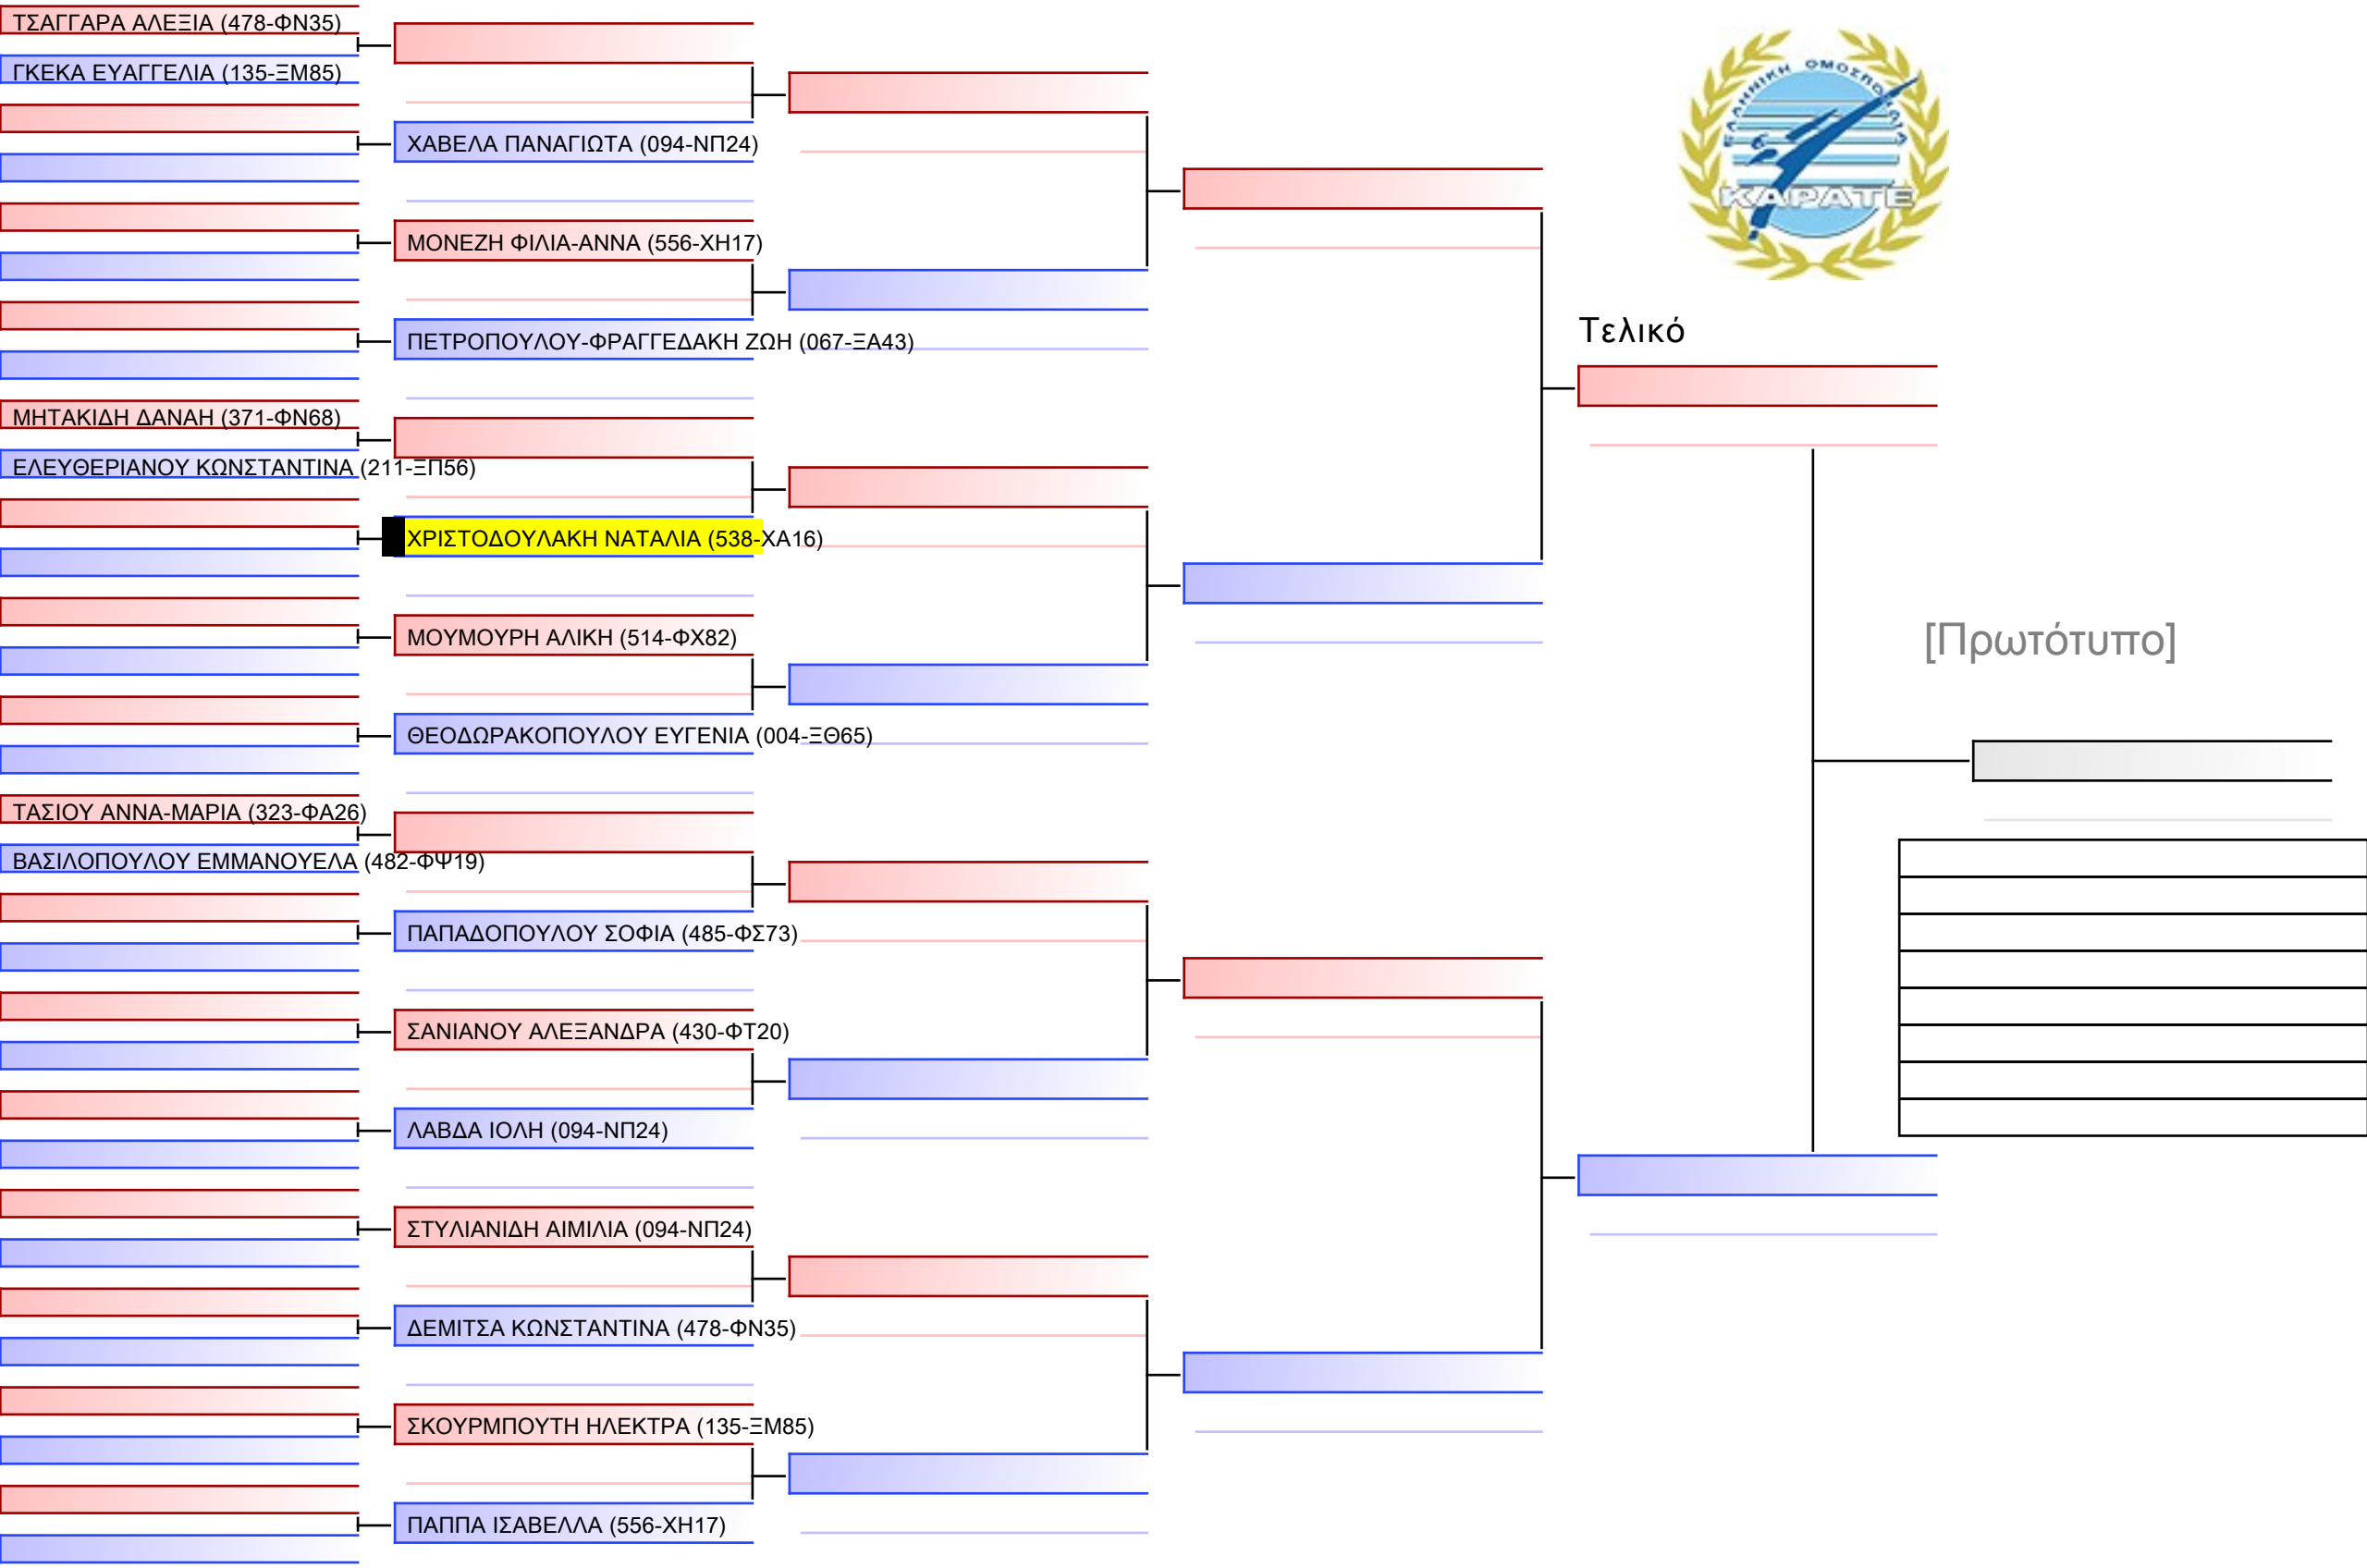 ΤΣΑΓΓΑΡΑ ΑΛΕΞΙΑ (478-ΦΝ35)
ΓΚΕΚΑ ΕΥΑΓΓΕΛΙΑ (135-ΞΜ85)
ΧΑΒΕΛΑ ΠΑΝΑΓΙΩΤΑ (094-ΝΠ24)
ΜΟΝΕΖΗ ΦΙΛΙΑ-ΑΝΝΑ (556-ΧΗ17)
ΠΕΤΡΟΠΟΥΛΟΥ-ΦΡΑΓΓΕΔΑΚΗ ΖΩΗ (067-ΞΑ43)
ΜΗΤΑΚΙΔΗ ΔΑΝΑΗ (371-ΦΝ68)
ΕΛΕΥΘΕΡΙΑΝΟΥ ΚΩΝΣΤΑΝΤΙΝΑ (211-ΞΠ56)
ΧΡΙΣΤΟΔΟΥΛΑΚΗ ΝΑΤΑΛΙΑ (538-ΧΑ16)
ΜΟΥΜΟΥΡΗ ΑΛΙΚΗ (514-ΦΧ82)
ΘΕΟΔΩΡΑΚΟΠΟΥΛΟΥ ΕΥΓΕΝΙΑ (004-ΞΘ65)
ΤΑΣΙΟΥ ΑΝΝΑ-ΜΑΡΙΑ (323-ΦΑ26)
ΒΑΣΙΛΟΠΟΥΛΟΥ ΕΜΜΑΝΟΥΕΛΑ (482-ΦΨ19)
ΠΑΠΑΔΟΠΟΥΛΟΥ ΣΟΦΙΑ (485-ΦΣ73)
ΣΑΝΙΑΝΟΥ ΑΛΕΞΑΝΔΡΑ (430-ΦΤ20)
ΛΑΒΔΑ ΙΟΛΗ (094-ΝΠ24)
ΣΤΥΛΙΑΝΙΔΗ ΑΙΜΙΛΙΑ (094-ΝΠ24)
ΔΕΜΙΤΣΑ ΚΩΝΣΤΑΝΤΙΝΑ (478-ΦΝ35)
ΣΚΟΥΡΜΠΟΥΤΗ ΗΛΕΚΤΡΑ (135-ΞΜ85)
ΠΑΠΠΑ ΙΣΑΒΕΛΛΑ (556-ΧΗ17)
ΕΛΛΗΝΙΚΗ ΟΜΟΣΠΟΝΔΙΑ
ΚΑΡΑΤΕ
Τελικό
[Πρωτότυπο]